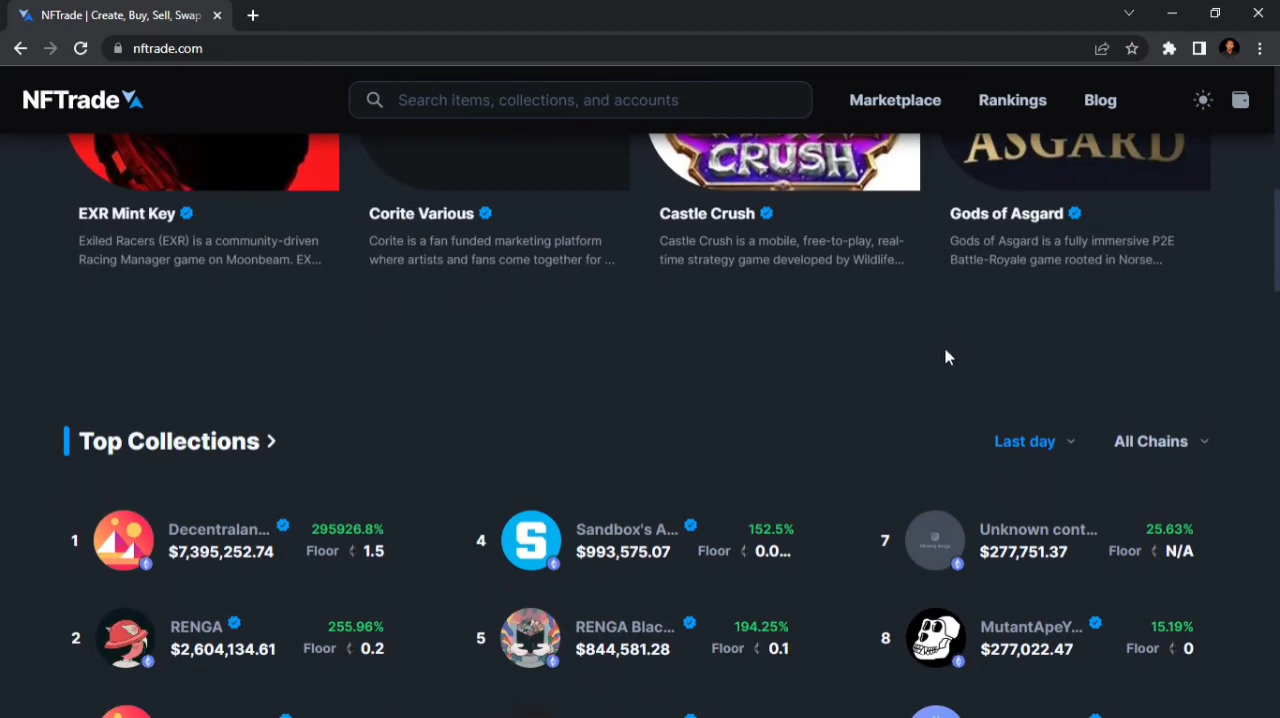 NFTrade | Create, Buy, Sell, Swap
nftrade.com
NFTrade
Search items, collections, and accounts
Marketplace
Rankings
Blog
CRUSH
ASGARD
EXR Mint Key
Exiled Racers (EXR) is a community-driven
Racing Manager game on Moonbeam. EX...
Corite Various
Corite is a fan funded marketing platform
where artists and fans come together for ...
Castle Crush
Castle Crush is a mobile, free-to-play, real-
time strategy game developed by Wildlife...
Gods of Asgard
Gods of Asgard is a fully immersive P2E
Battle-Royale game rooted in Norse...
Top Collections >
Last day
All Chains
1
Decentralan...
295926.8%
$7,395,252.74
Floor 1.5
4
S
Sandbox's A...
152.5%
$993,575.07
Floor 0.0...
7
Unknown cont...
25.63%
$277,751.37
Floor N/A
2
RENGA
255.96%
$2,604,134.61
Floor 0.2
5
RENGA Blac...
194.25%
$844,581.28
Floor 0.1
8
MutantApeY...
15.19%
$277,022.47
Floor 0